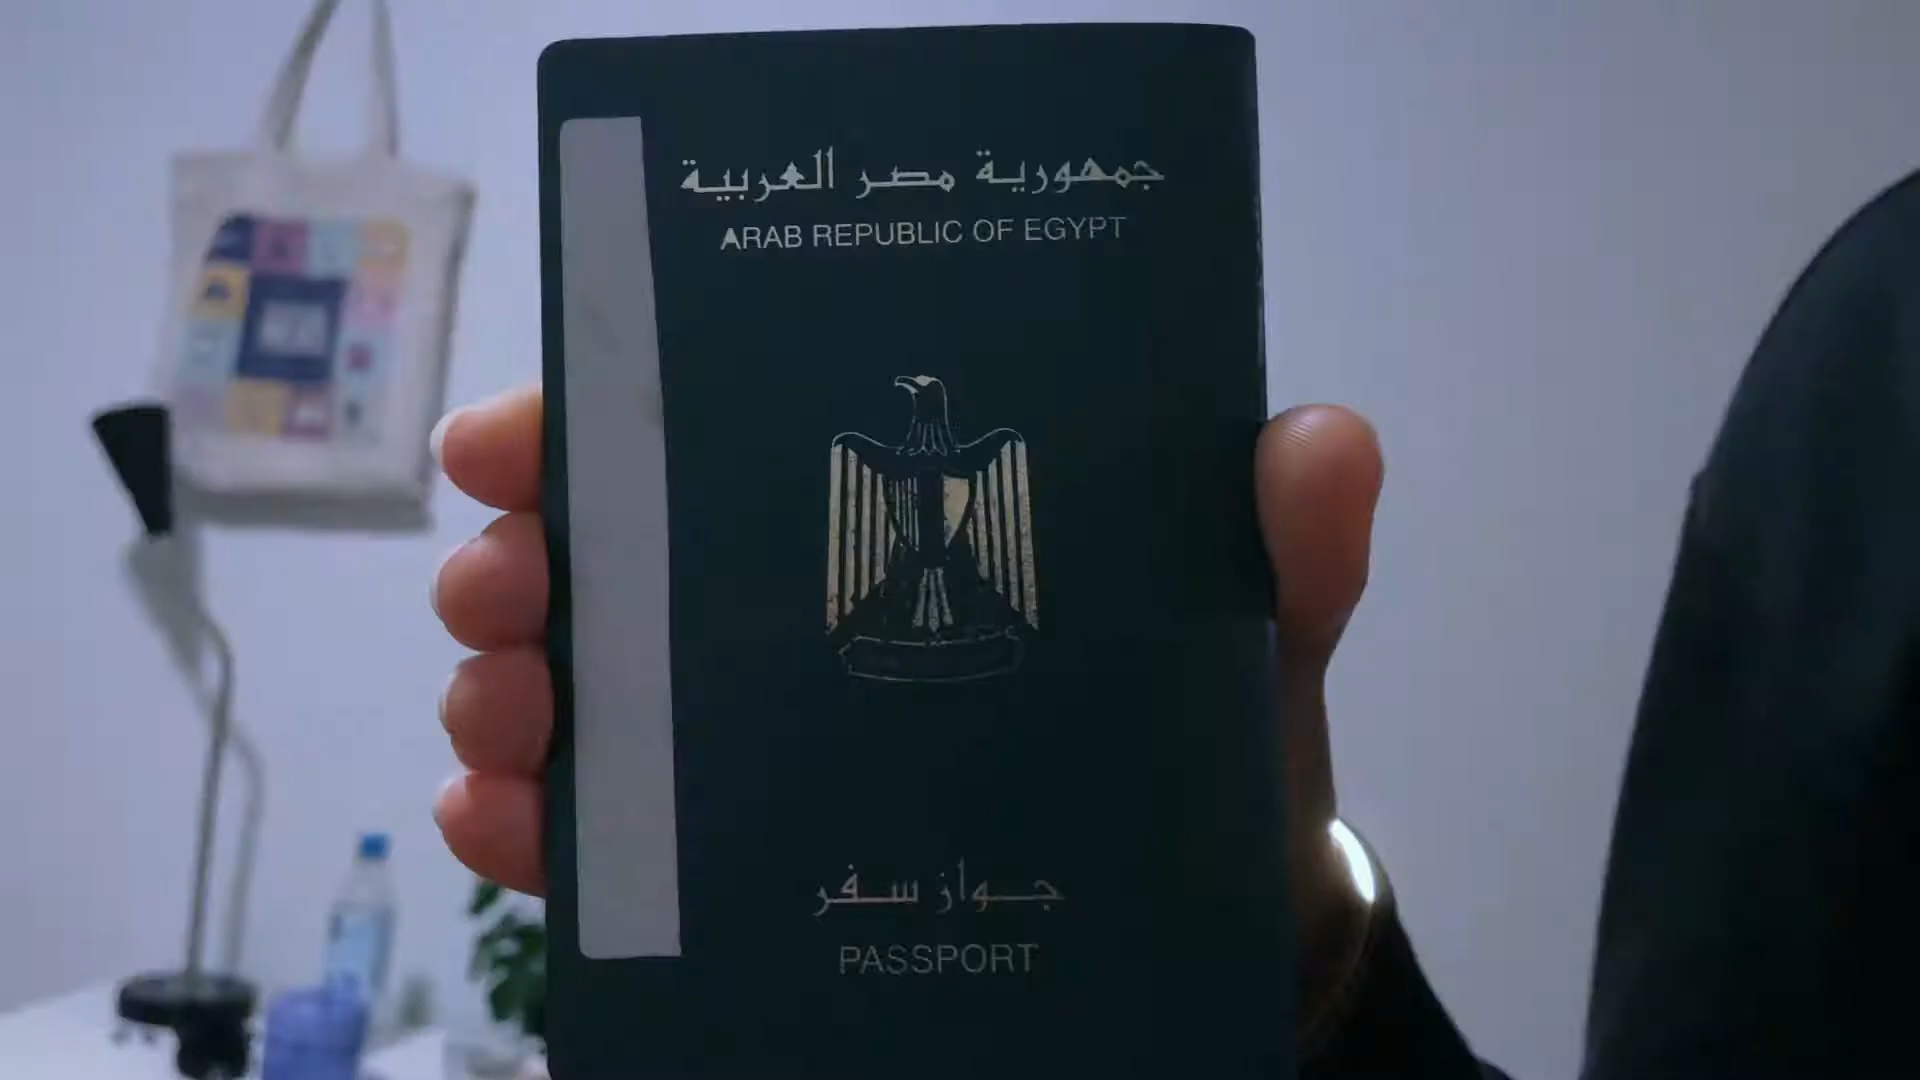 جمهورية مصر العربية
ARAB REPUBLIC OF EGYPT
جواز سفر
PASSPORT